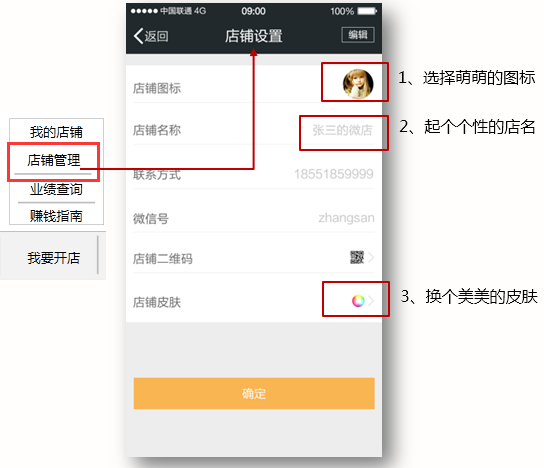 中国联通 4G 09:00 100%
返回 店铺设置 编辑
店铺图标
1、选择萌萌的图标
店铺名称 张三的微店
2、起个个性的店名
我的店铺
店铺管理
业绩查询
赚钱指南
我要开店
联系方式 18551859999
微信号 zhangsan
店铺二维码
店铺皮肤
3、换个美美的皮肤
确定